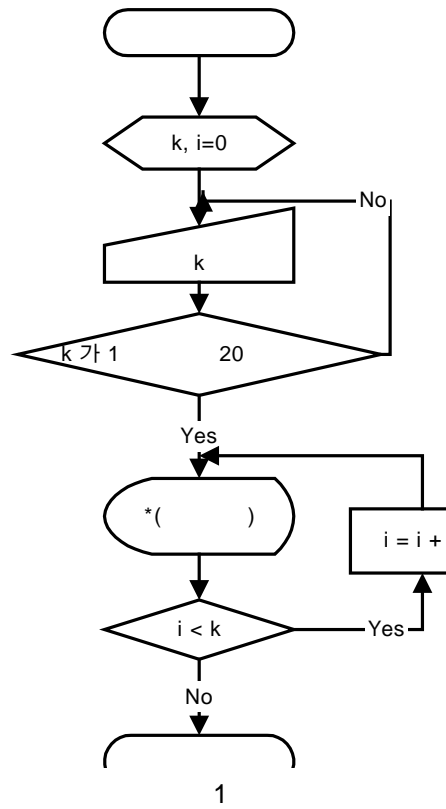 k, i=0
No
k
k 가 1 20
Yes
*( )
i = i +
i < k
Yes
No
1